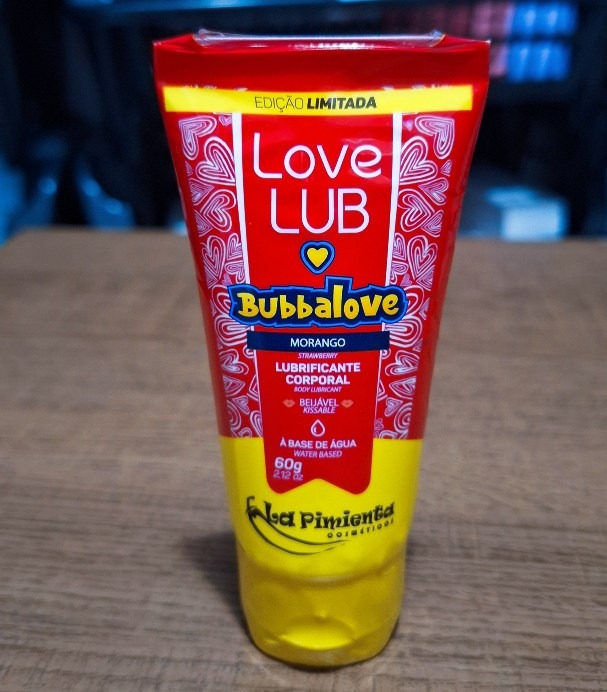 EDIÇÃO LIMITADA
Love
LUB
BUBBALOVE
MORANGO
STRAWBERRY
LUBRIFICANTE
CORPORAL
BODY LUBRICANT
BEIJÁVEL
KISSABLE
À BASE DE ÁGUA
WATER BASED
60g
2.12 oz
La Pimienta
COSMÉTICOS